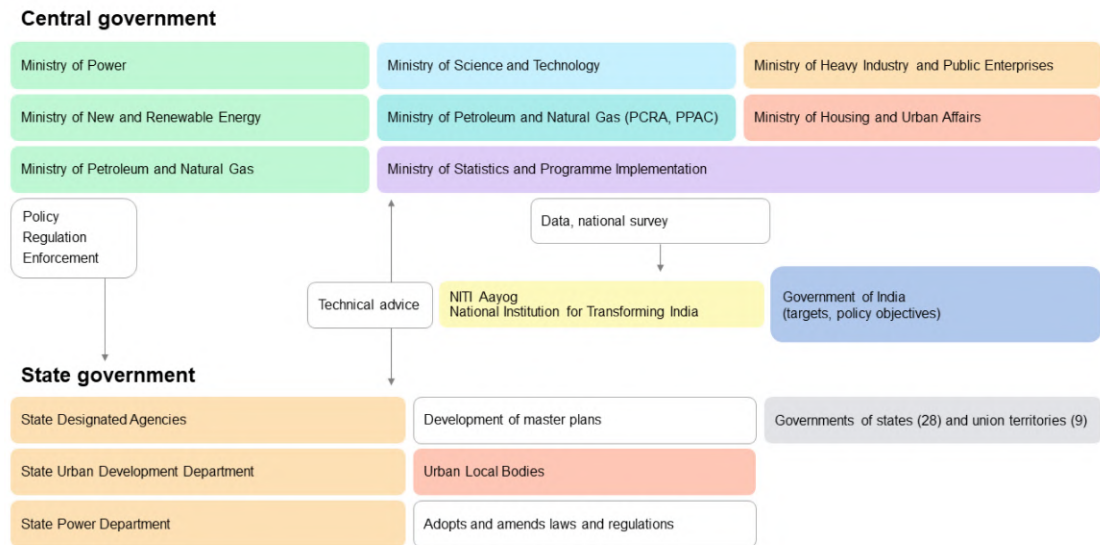 Central government
Ministry of Power
Ministry of Science and Technology
Ministry of Heavy Industry and Public Enterprises
Ministry of New and Renewable Energy
Ministry of Petroleum and Natural Gas (PCRA, PPAC)
Ministry of Housing and Urban Affairs
Ministry of Petroleum and Natural Gas
Ministry of Statistics and Programme Implementation
Policy
Regulation
Enforcement
Data, national survey
Technical advice
NITI Aayog
National Institution for Transforming India
Government of India
(targets, policy objectives)
State government
State Designated Agencies
Development of master plans
Governments of states (28) and union territories (9)
State Urban Development Department
Urban Local Bodies
State Power Department
Adopts and amends laws and regulations